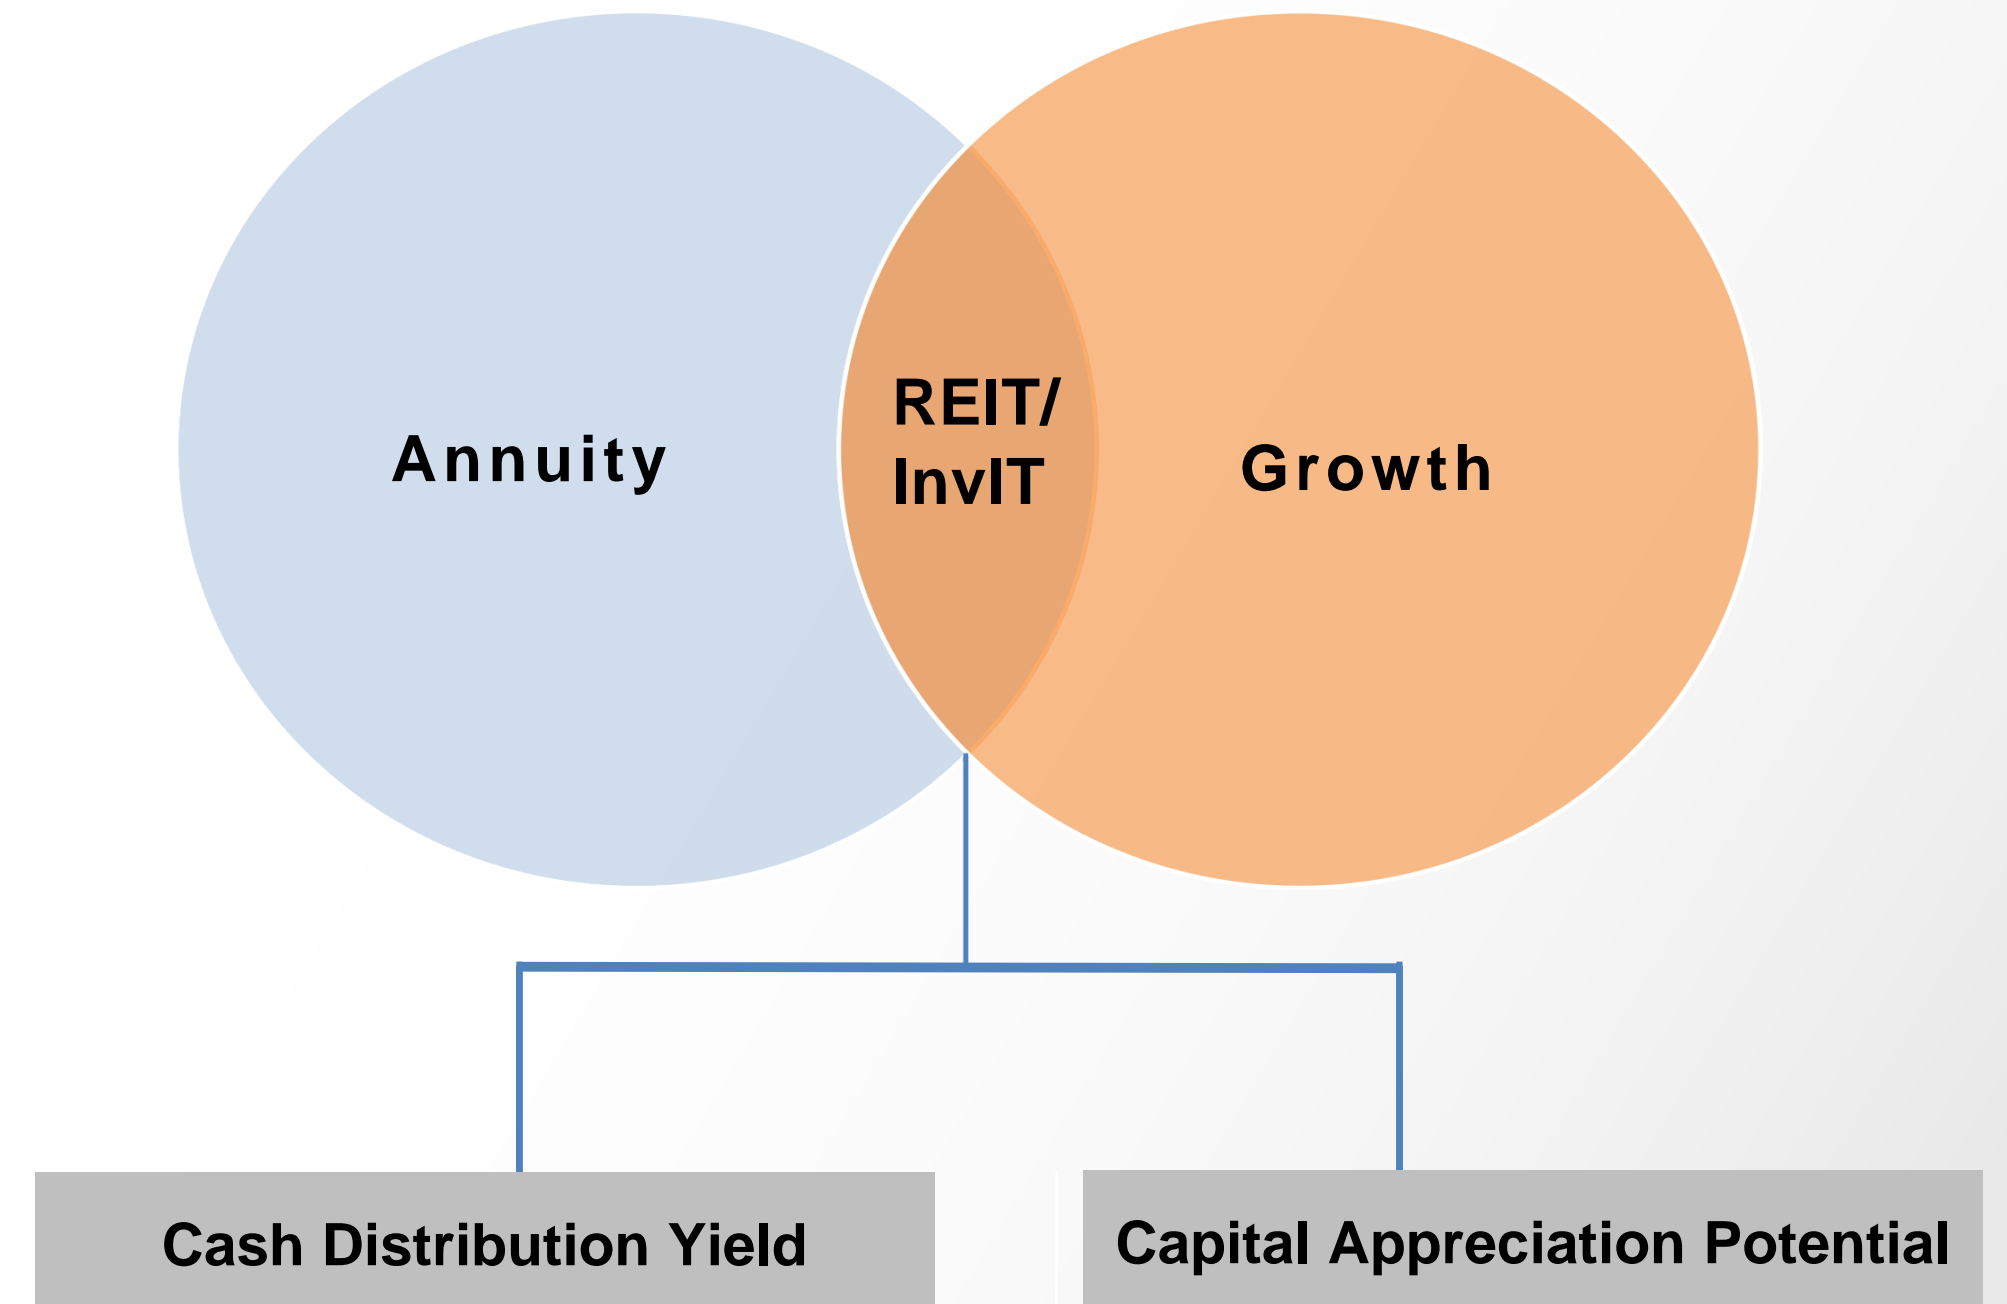 Annuity
REIT/
InvIT
Growth
Cash Distribution Yield
Capital Appreciation Potential